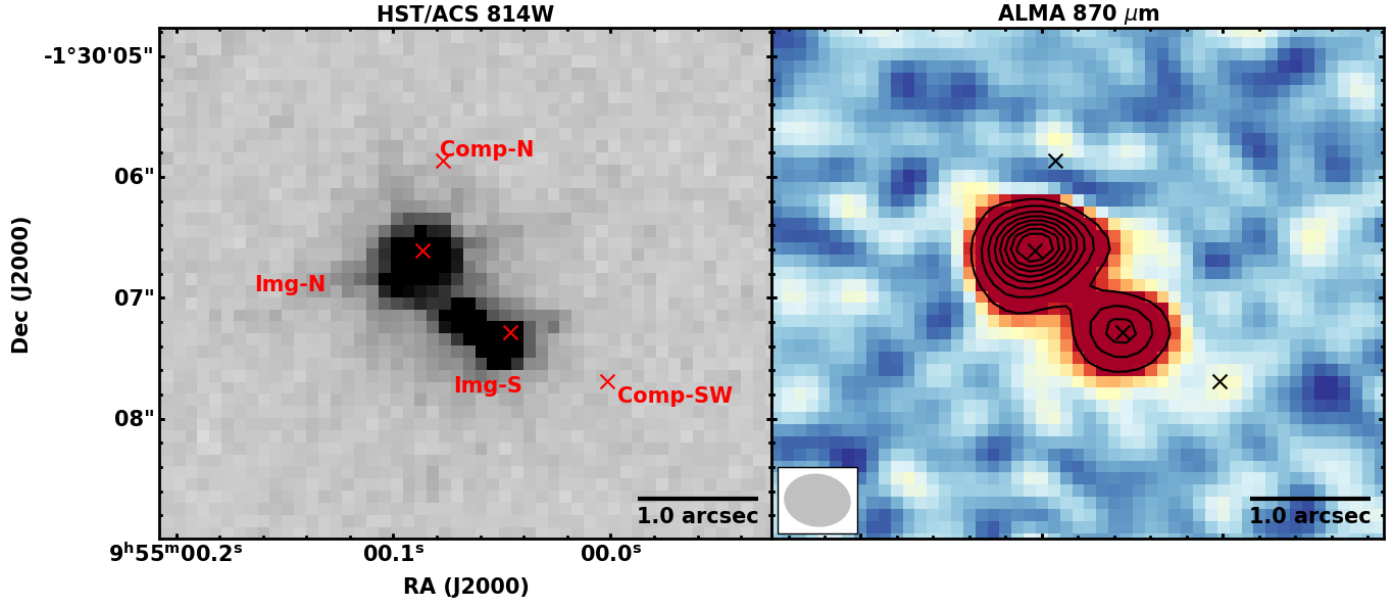 HST/ACS 814W
ALMA 870 μm
-1°30'05"
06"
07"
08"
Dec (J2000)
Comp-N
Img-N
Img-S
Comp-SW
1.0 arcsec
1.0 arcsec
9ʰ55ᵐ00.2ˢ
00.1ˢ
00.0ˢ
RA (J2000)